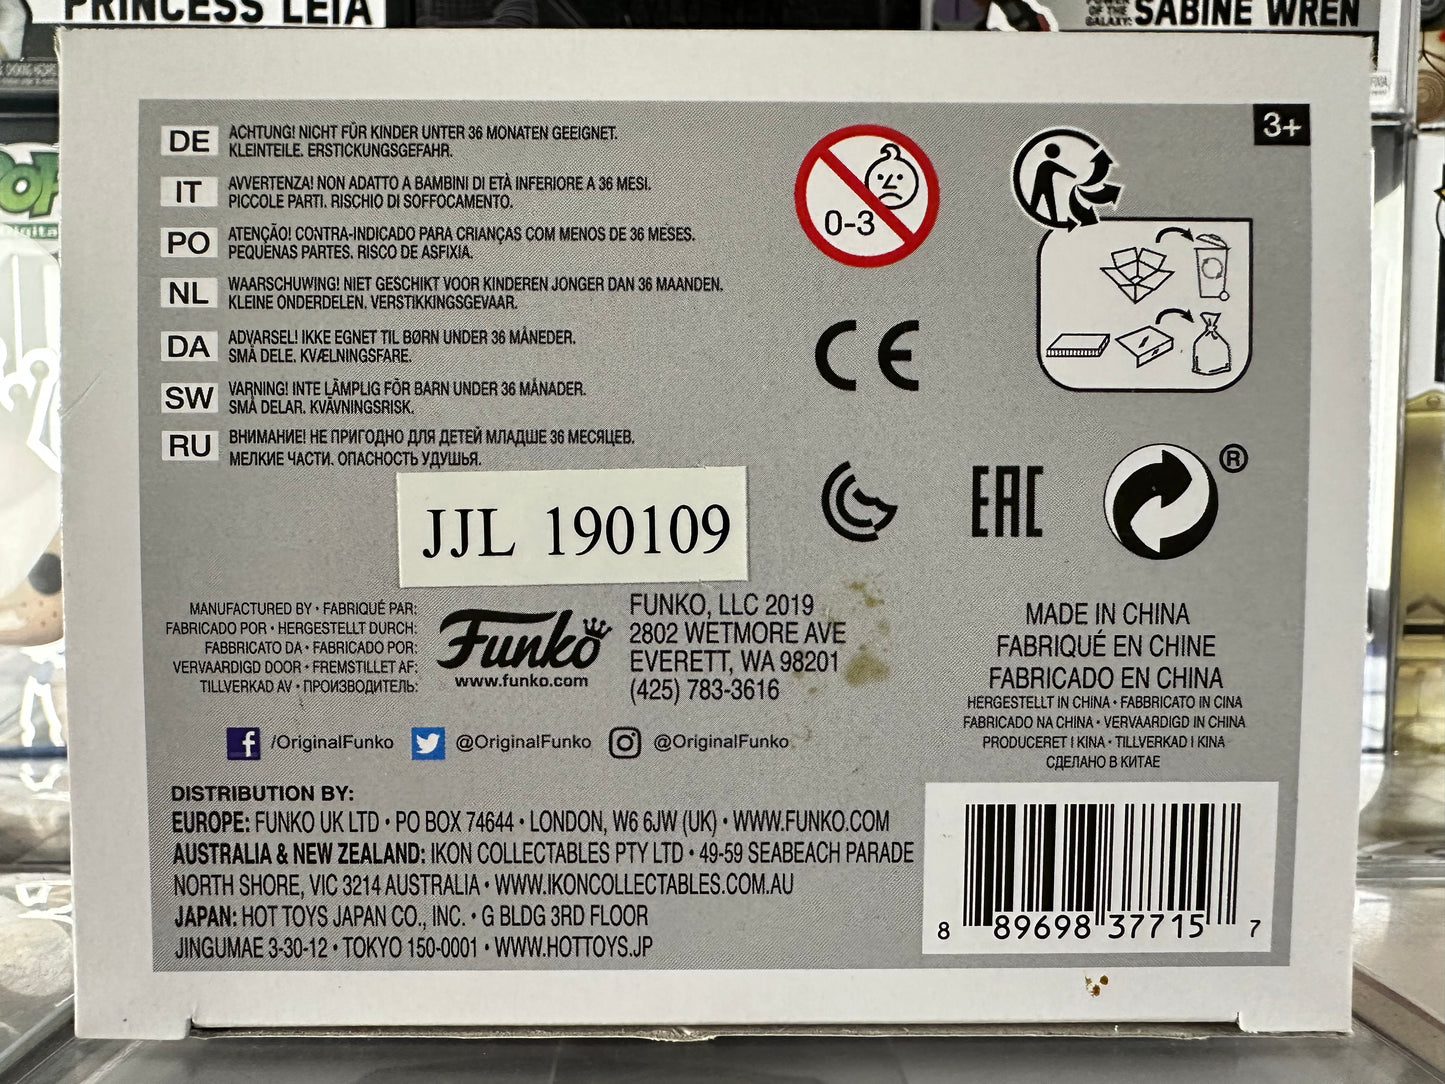 PRINCESS LEIA
POWER OF THE GALAXY: SABINE WREN
3+
DE ACHTUNG! NICHT FÜR KINDER UNTER 36 MONATEN GEEIGNET.
KLEINTEILE. ERSTICKUNGSGEFAHR.
IT AVVERTENZA! NON ADATTO A BAMBINI DI ETÀ INFERIORE A 36 MESI.
PICCOLE PARTI. RISCHIO DI SOFFOCAMENTO.
PO ATENÇÃO! CONTRA-INDICADO PARA CRIANÇAS COM MENOS DE 36 MESES.
PEQUENAS PARTES. RISCO DE ASFIXIA.
NL WAARSCHUWING! NIET GESCHIKT VOOR KINDEREN JONGER DAN 36 MAANDEN.
KLEINE ONDERDELEN. VERSTIKKINGSGEVAAR.
DA ADVARSEL! IKKE EGNET TIL BØRN UNDER 36 MÅNEDER.
SMÅ DELE. KVÆLNINGSFARE.
SW VARNING! INTE LÄMPLIG FÖR BARN UNDER 36 MÅNADER.
SMÅ DELAR. KVÄVNINGSRISK.
RU ВНИМАНИЕ! НЕ ПРИГОДНО ДЛЯ ДЕТЕЙ МЛАДШЕ 36 МЕСЯЦЕВ.
МЕЛКИЕ ЧАСТИ. ОПАСНОСТЬ УДУШЬЯ.
0-3
CE
EAC
®
JJL 190109
MANUFACTURED BY • FABRIQUÉ PAR:
FABRICADO POR • HERGESTELLT DURCH:
FABBRICATO DA • FABRICADO POR:
VERVAARDIGD DOOR • FREMSTILLET AF:
TILLVERKAD AV • ПРОИЗВОДИТЕЛЬ:
Funko
www.funko.com
FUNKO, LLC 2019
2802 WETMORE AVE
EVERETT, WA 98201
(425) 783-3616
MADE IN CHINA
FABRIQUÉ EN CHINE
FABRICADO EN CHINA
HERGESTELLT IN CHINA • FABBRICATO IN CINA
FABRICADO NA CHINA • VERVAARDIGD IN CHINA
PRODUCERET I KINA • TILLVERKAD I KINA
СДЕЛАНО В КИТАЕ
f /OriginalFunko @OriginalFunko @OriginalFunko
DISTRIBUTION BY:
EUROPE: FUNKO UK LTD • PO BOX 74644 • LONDON, W6 6JW (UK) • WWW.FUNKO.COM
AUSTRALIA & NEW ZEALAND: IKON COLLECTABLES PTY LTD • 49-59 SEABEACH PARADE
NORTH SHORE, VIC 3214 AUSTRALIA • WWW.IKONCOLLECTABLES.COM.AU
JAPAN: HOT TOYS JAPAN CO., INC. • G BLDG 3RD FLOOR
JINGUMAE 3-30-12 • TOKYO 150-0001 • WWW.HOTTOYS.JP
8 89698 37715 7